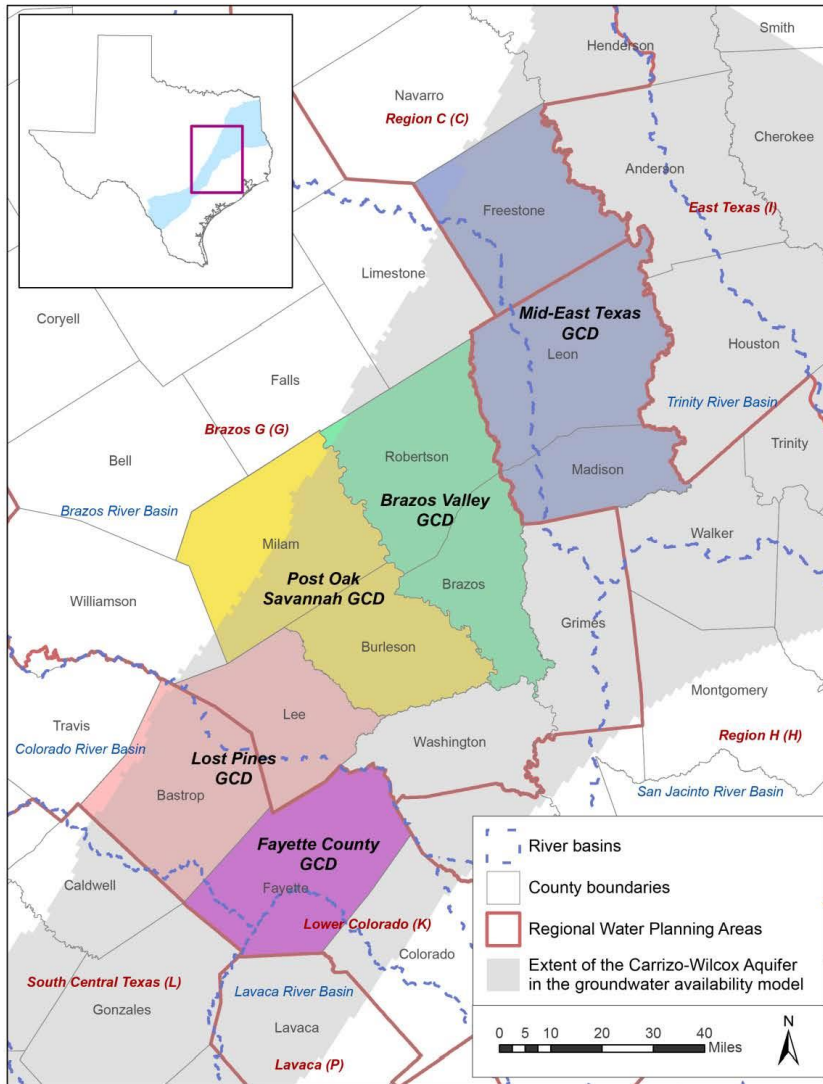 Smith
Henderson
Navarro
Region C (C)
Cherokee
Anderson
East Texas (I)
Freestone
Limestone
Coryell
Mid-East Texas
GCD
Leon
Houston
Falls
Trinity River Basin
Brazos G (G)
Trinity
Robertson
Bell
Madison
Brazos Valley
GCD
Brazos River Basin
Walker
Milam
Post Oak
Savannah GCD
Brazos
Williamson
Grimes
Burleson
Montgomery
Lee
Travis
Region H (H)
Colorado River Basin
Washington
Lost Pines
GCD
San Jacinto River Basin
Bastrop
Fayette County
GCD
Caldwell
Fayette
Lower Colorado (K)
Colorado
South Central Texas (L)
Lavaca River Basin
Gonzales
Lavaca
Lavaca (P)
River basins
County boundaries
Regional Water Planning Areas
Extent of the Carrizo-Wilcox Aquifer
in the groundwater availability model
N
0 5 10 20 30 40
Miles